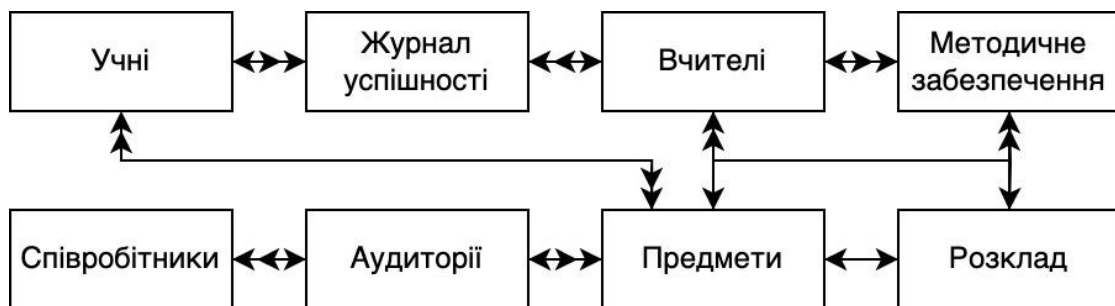 Учні
Журнал
успішності
Вчителі
Методичне
забезпечення
Співробітники
Аудиторії
Предмети
Розклад